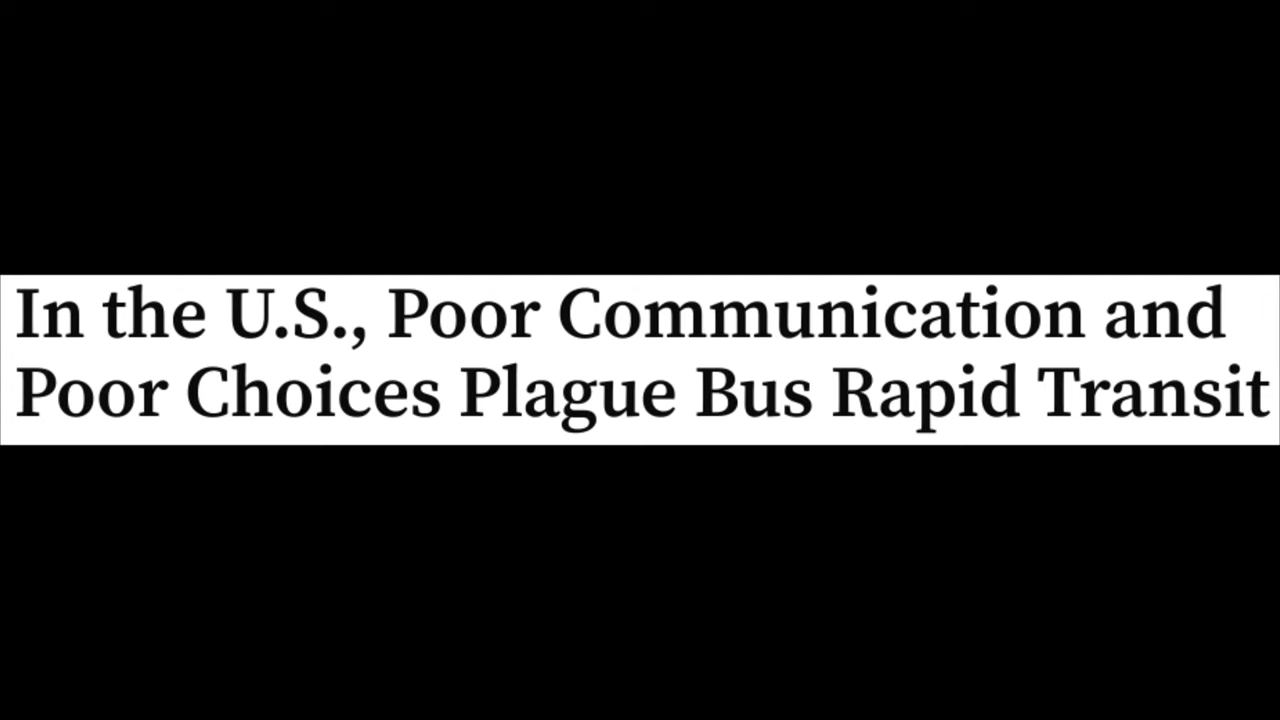 In the U.S., Poor Communication and
Poor Choices Plague Bus Rapid Transit